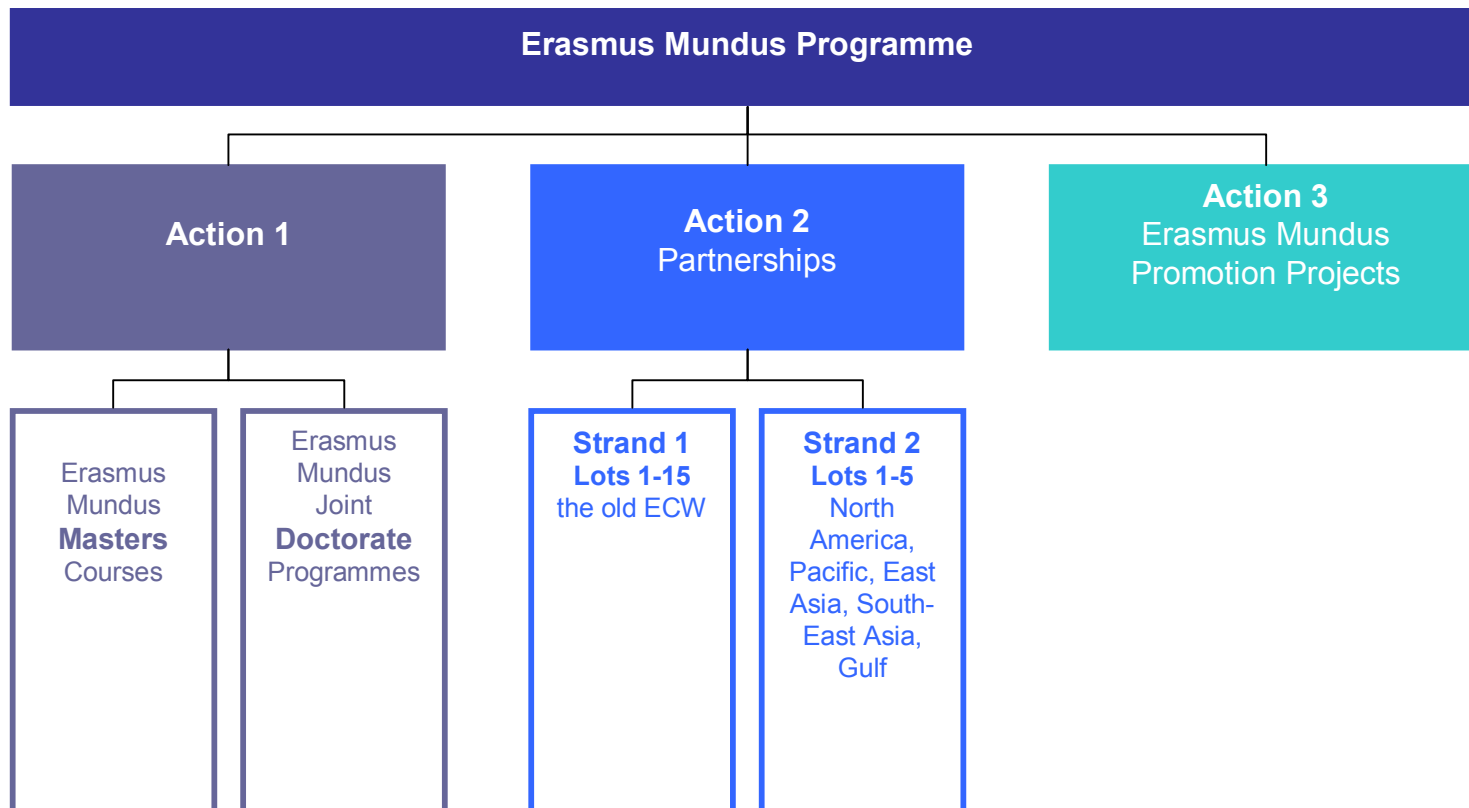 Erasmus Mundus Programme
Action 1
Action 2
Partnerships
Action 3
Erasmus Mundus
Promotion Projects
Erasmus
Mundus
Masters
Courses
Erasmus
Mundus
Joint
Doctorate
Programmes
Strand 1
Lots 1-15
the old ECW
Strand 2
Lots 1-5
North
America,
Pacific, East
Asia, South-
East Asia,
Gulf